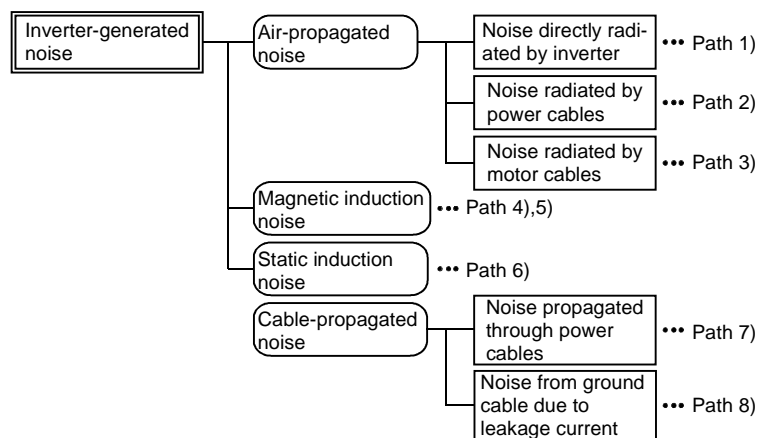 Inverter-generated
noise
Air-propagated
noise
Noise directly radi-
ated by inverter
••• Path 1)
Noise radiated by
power cables
••• Path 2)
Noise radiated by
motor cables
••• Path 3)
Magnetic induction
noise
••• Path 4),5)
Static induction
noise
••• Path 6)
Cable-propagated
noise
Noise propagated
through power
cables
••• Path 7)
Noise from ground
cable due to
leakage current
••• Path 8)